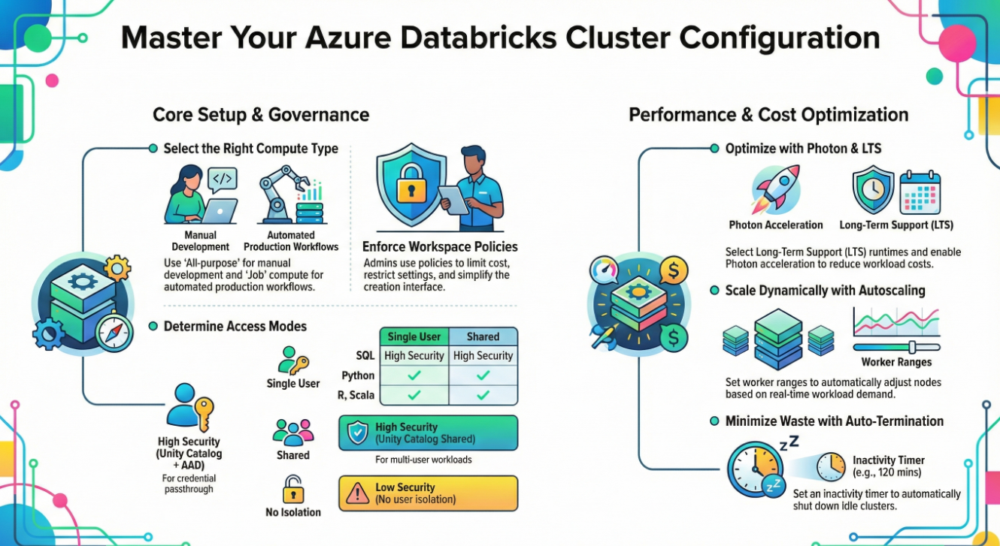 Master Your Azure Databricks Cluster Configuration
Core Setup & Governance
Select the Right Compute Type
</>
Manual
Development
Automated
Production Workflows
Use ‘All-purpose’ for manual
development and ‘Job’ compute for
automated production workflows.
Enforce Workspace Policies
Admins use policies to limit cost,
restrict settings, and simplify the
creation interface.
Determine Access Modes
High Security
(Unity Catalog
+ AAD)
For credential
passthrough
Single User
Shared
No Isolation
Single User Shared
SQL High Security High Security
Python ✓ ✓
R, Scala ✓ ✓
High Security
(Unity Catalog Shared)
For multi-user workloads
Low Security
(No user isolation)
Performance & Cost Optimization
$
$
Optimize with Photon & LTS
Photon Acceleration
Long-Term Support (LTS)
Select Long-Term Support (LTS) runtimes and enable
Photon acceleration to reduce workload costs.
Scale Dynamically with Autoscaling
Worker Ranges
Set worker ranges to automatically adjust nodes
based on real-time workload demand.
Minimize Waste with Auto-Termination
zZ
zZ
Inactivity Timer
(e.g., 120 mins)
Set an inactivity timer to automatically
shut down Idle clusters.